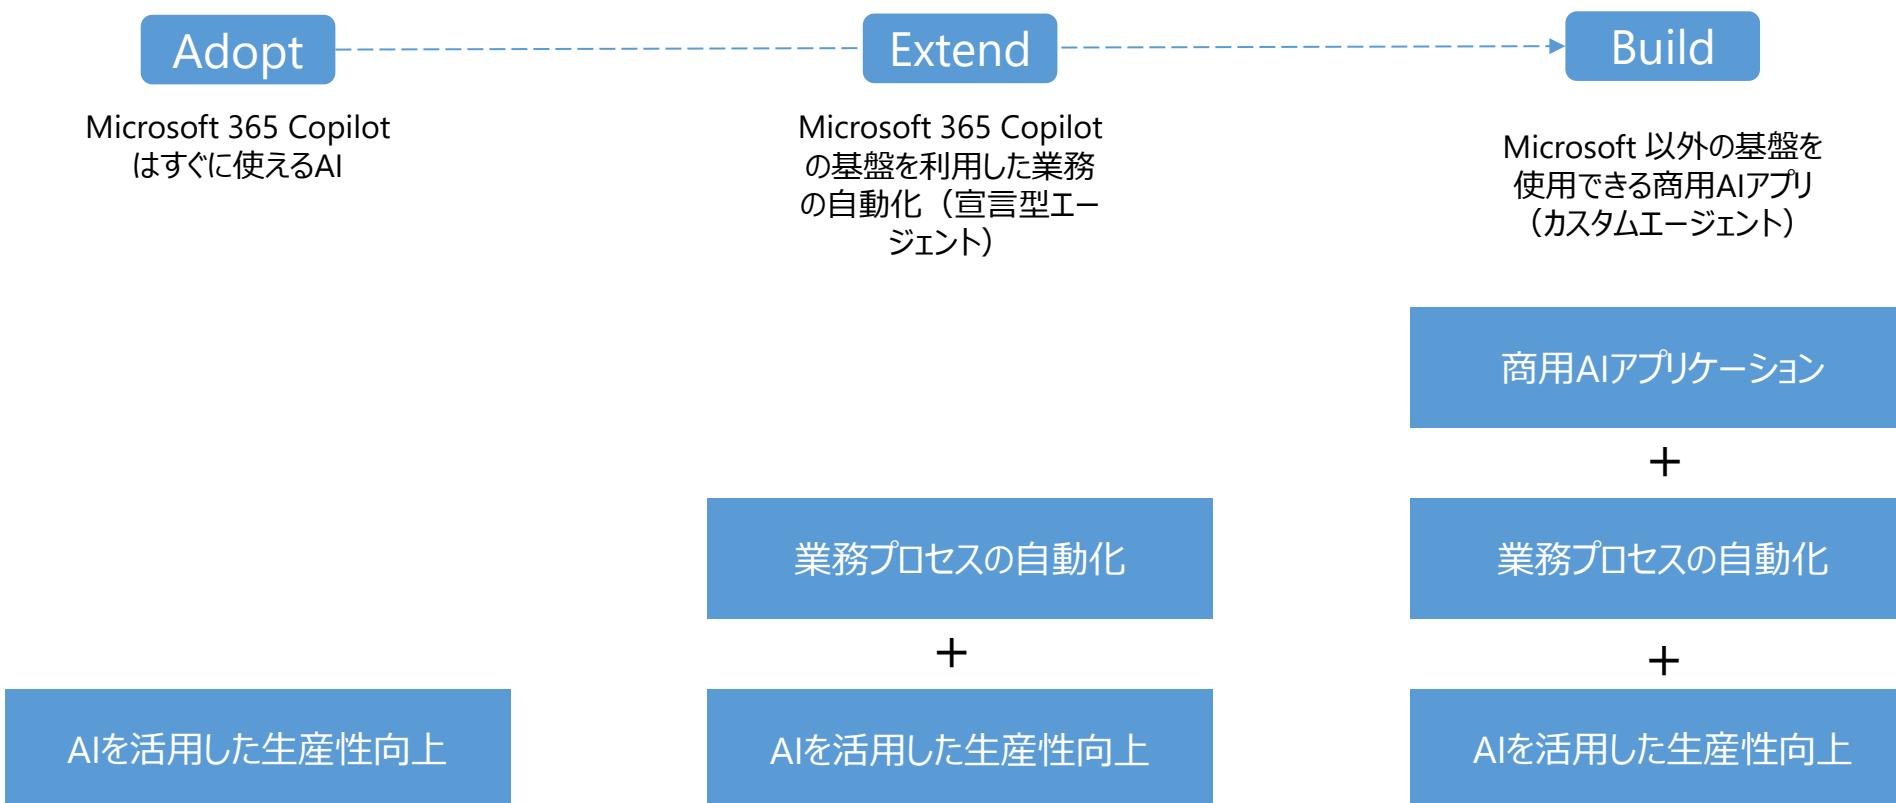 Adopt
Extend
Build
Microsoft 365 Copilot
はすぐに使えるAI
Microsoft 365 Copilot
の基盤を利用した業務
の自動化（宣言型エー
ジェント）
Microsoft 以外の基盤を
使用できる商用AIアプリ
（カスタムエージェント）
商用AIアプリケーション
+
業務プロセスの自動化
業務プロセスの自動化
+
+
AIを活用した生産性向上
AIを活用した生産性向上
AIを活用した生産性向上